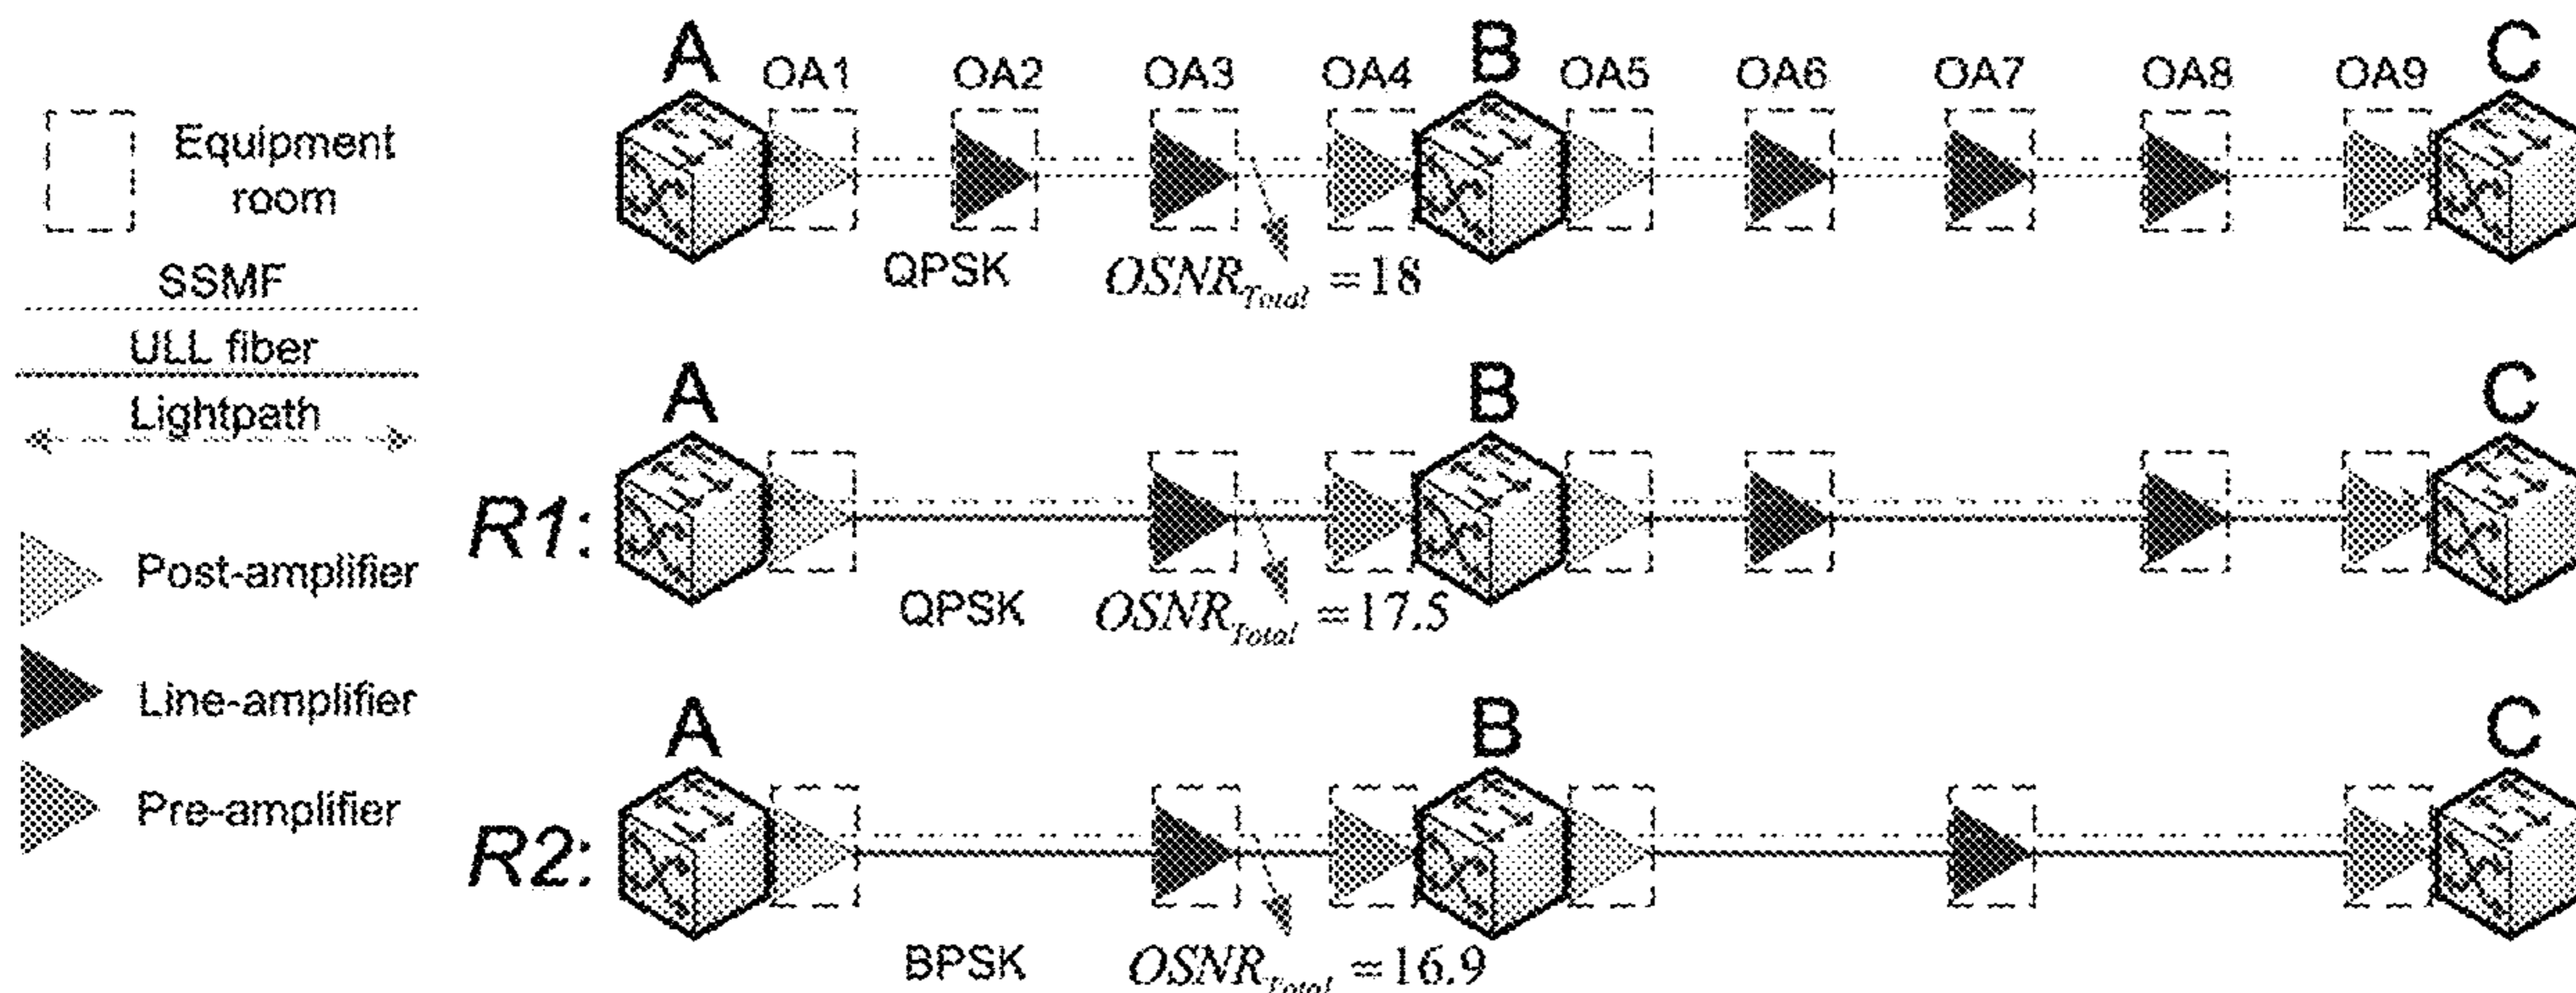 A OA1 OA2 OA3 OA4 B OA5 OA6 OA7 OA8 OA9 C
Equipment
room
QPSK OSNR_Total = 18
SSMF
ULL fiber
Lightpath
A B C
R1:
QPSK OSNR_Total = 17.5
Post-amplifier
Line-amplifier
Pre-amplifier
A B C
R2:
BPSK OSNR_Total = 16.9